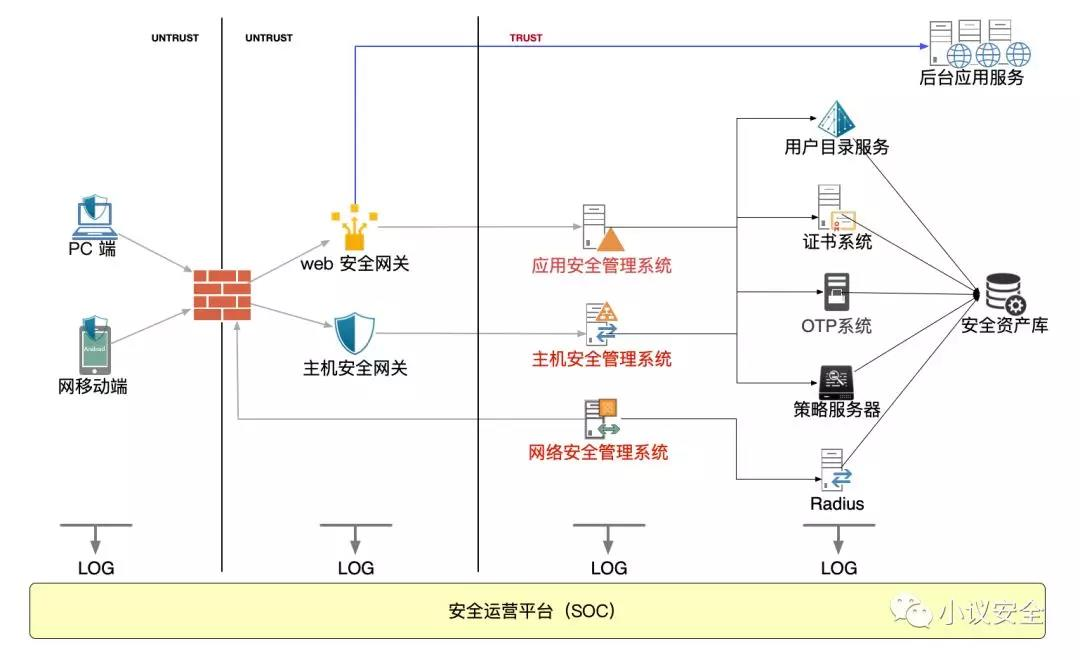 UNTRUST
UNTRUST
TRUST
后台应用服务
用户目录服务
PC 端
web 安全网关
应用安全管理系统
证书系统
Android
网移动端
主机安全网关
主机安全管理系统
OTP系统
安全资产库
网络安全管理系统
策略服务器
Radius
LOG
LOG
LOG
LOG
安全运营平台（SOC）
小议安全